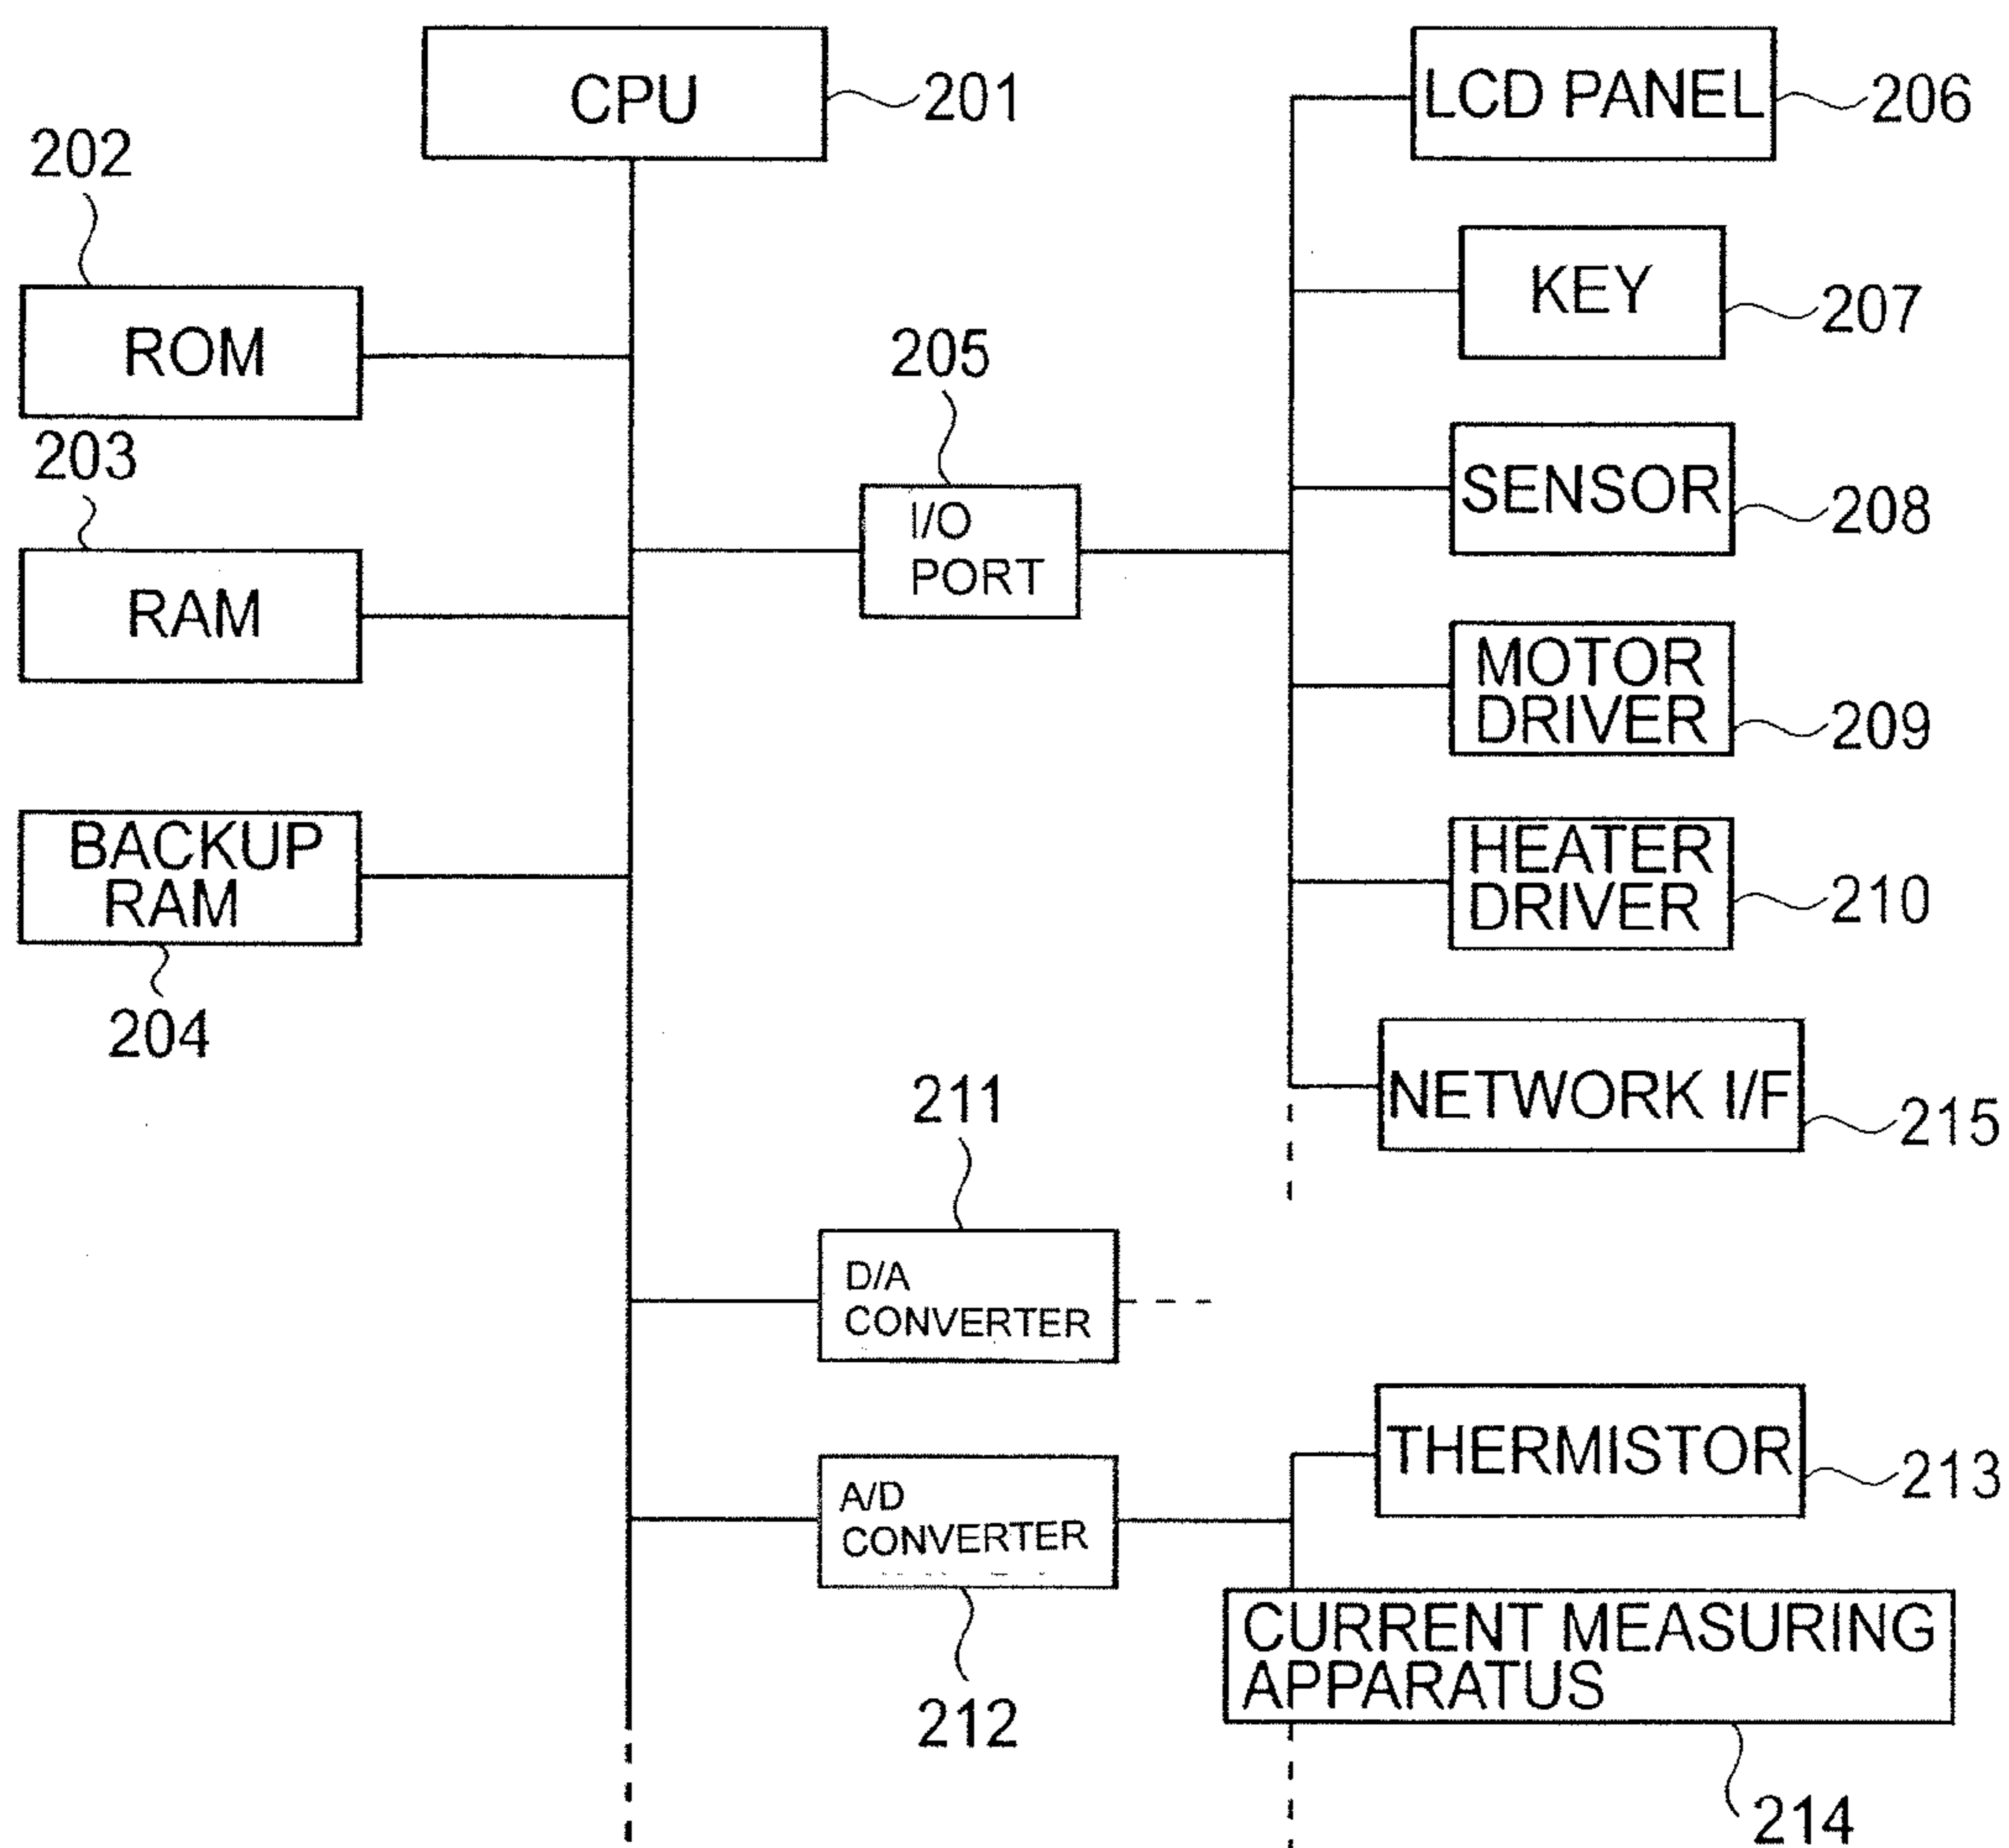 CPU
201
202
ROM
203
RAM
BACKUP
RAM
204
205
I/O
PORT
LCD PANEL
206
KEY
207
SENSOR
208
MOTOR
DRIVER
209
HEATER
DRIVER
210
NETWORK I/F
215
211
D/A
CONVERTER
A/D
CONVERTER
212
THERMISTOR
213
CURRENT MEASURING
APPARATUS
214